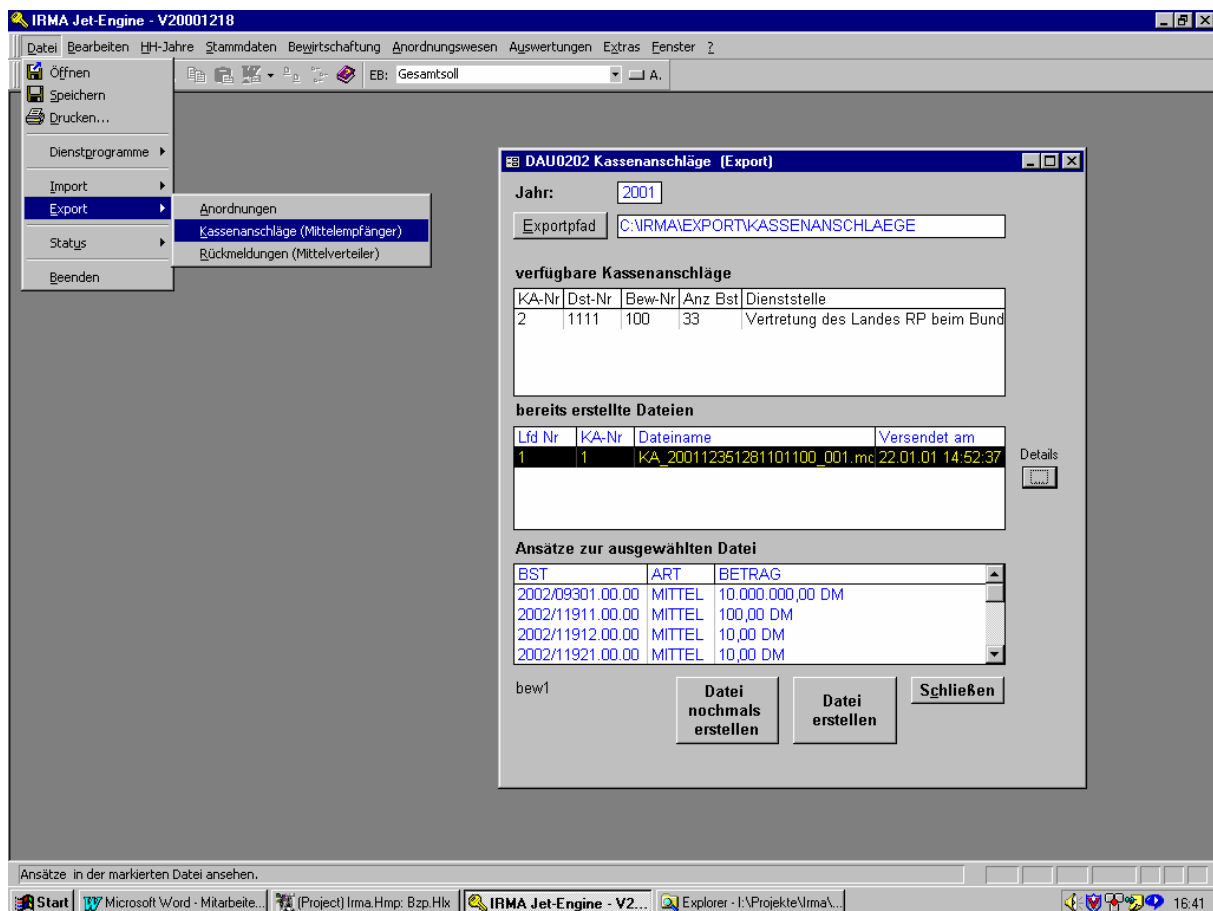 IRMA Jet-Engine - V20001218
Datei Bearbeiten HH-Jahre Stammdaten Bewirtschaftung Anordnungswesen Auswertungen Extras Fenster ?
EB: Gesamtsoll A.
Öffnen
Speichern
Drucken...
Dienstprogramme
Import
Export
Status
Beenden
Anordnungen
Kassenanschläge (Mittelempfänger)
Rückmeldungen (Mittelverteiler)
DAU0202 Kassenanschläge (Export)
Jahr: 2001
Exportpfad C:\IRMA\EXPORT\KASSENANSCHLAEGE
verfügbare Kassenanschläge
KA-Nr Dst-Nr Bew-Nr Anz Bst Dienststelle
2 1111 100 33 Vertretung des Landes RP beim Bund
bereits erstellte Dateien
Lfd Nr KA-Nr Dateiname Versendet am
1 1 KA_200112351281101100_001.mc 22.01.01 14:52:37
Details
...
Ansätze zur ausgewählten Datei
BST ART BETRAG
2002/09301.00.00 MITTEL 10.000.000,00 DM
2002/11911.00.00 MITTEL 100,00 DM
2002/11912.00.00 MITTEL 10,00 DM
2002/11921.00.00 MITTEL 10,00 DM
bew1
Datei
nochmals
erstellen
Datei
erstellen
Schließen
Ansätze in der markierten Datei ansehen.
Start Microsoft Word - Mitarbeite... (Project) Irma.Hmp: Bzp.Hlx IRMA Jet-Engine - V2... Explorer - I:\Projekte\Irma\... 16:41